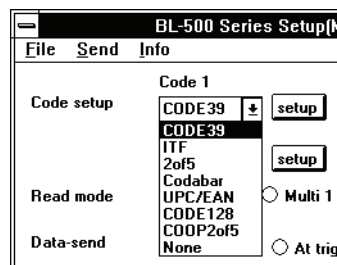 BL-500 Series Setup(
File Send Info
Code 1
Code setup CODE39 setup
CODE39
ITF
2of5 setup
Codabar
Read mode UPC/EAN Multi 1
CODE128
COOP2of5
Data-send None At trig